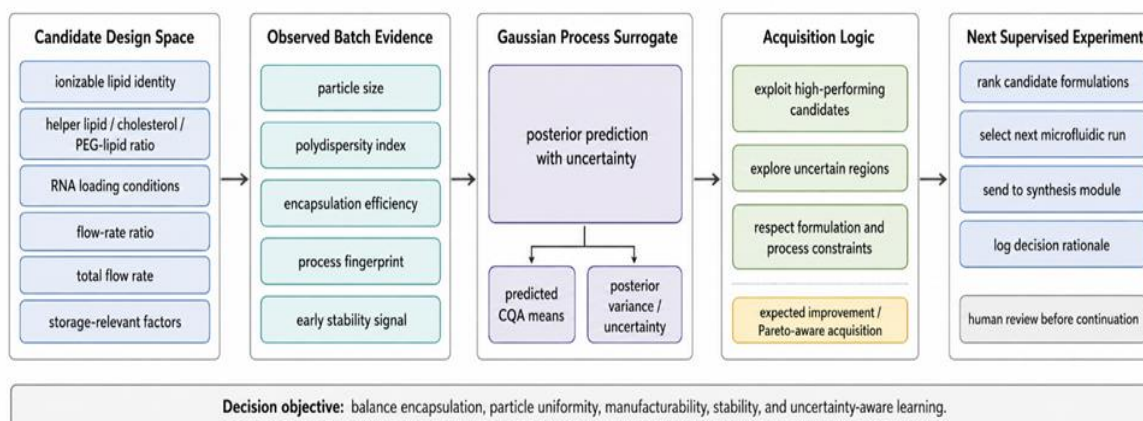 Candidate Design Space
ionizable lipid identity
helper lipid / cholesterol /
PEG-lipid ratio
RNA loading conditions
flow-rate ratio
total flow rate
storage-relevant factors
Observed Batch Evidence
particle size
polydispersity index
encapsulation efficiency
process fingerprint
early stability signal
Gaussian Process Surrogate
posterior prediction
with uncertainty
predicted
CQA means
posterior
variance /
uncertainty
Acquisition Logic
exploit high-performing
candidates
explore uncertain regions
respect formulation and
process constraints
expected improvement /
Pareto-aware acquisition
Next Supervised Experiment
rank candidate formulations
select next microfluidic run
send to synthesis module
log decision rationale
human review before continuation
Decision objective: balance encapsulation, particle uniformity, manufacturability, stability, and uncertainty-aware learning.